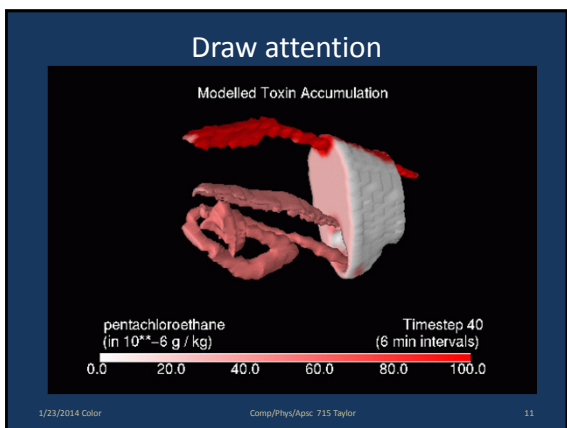 Draw attention
Modelled Toxin Accumulation
pentachloroethane
(in 10**-6 g / kg)
Timestep 40
(6 min intervals)
0.0 20.0 40.0 60.0 80.0 100.0
1/23/2014 Color Comp/Phys/Apsc 715 Taylor 11